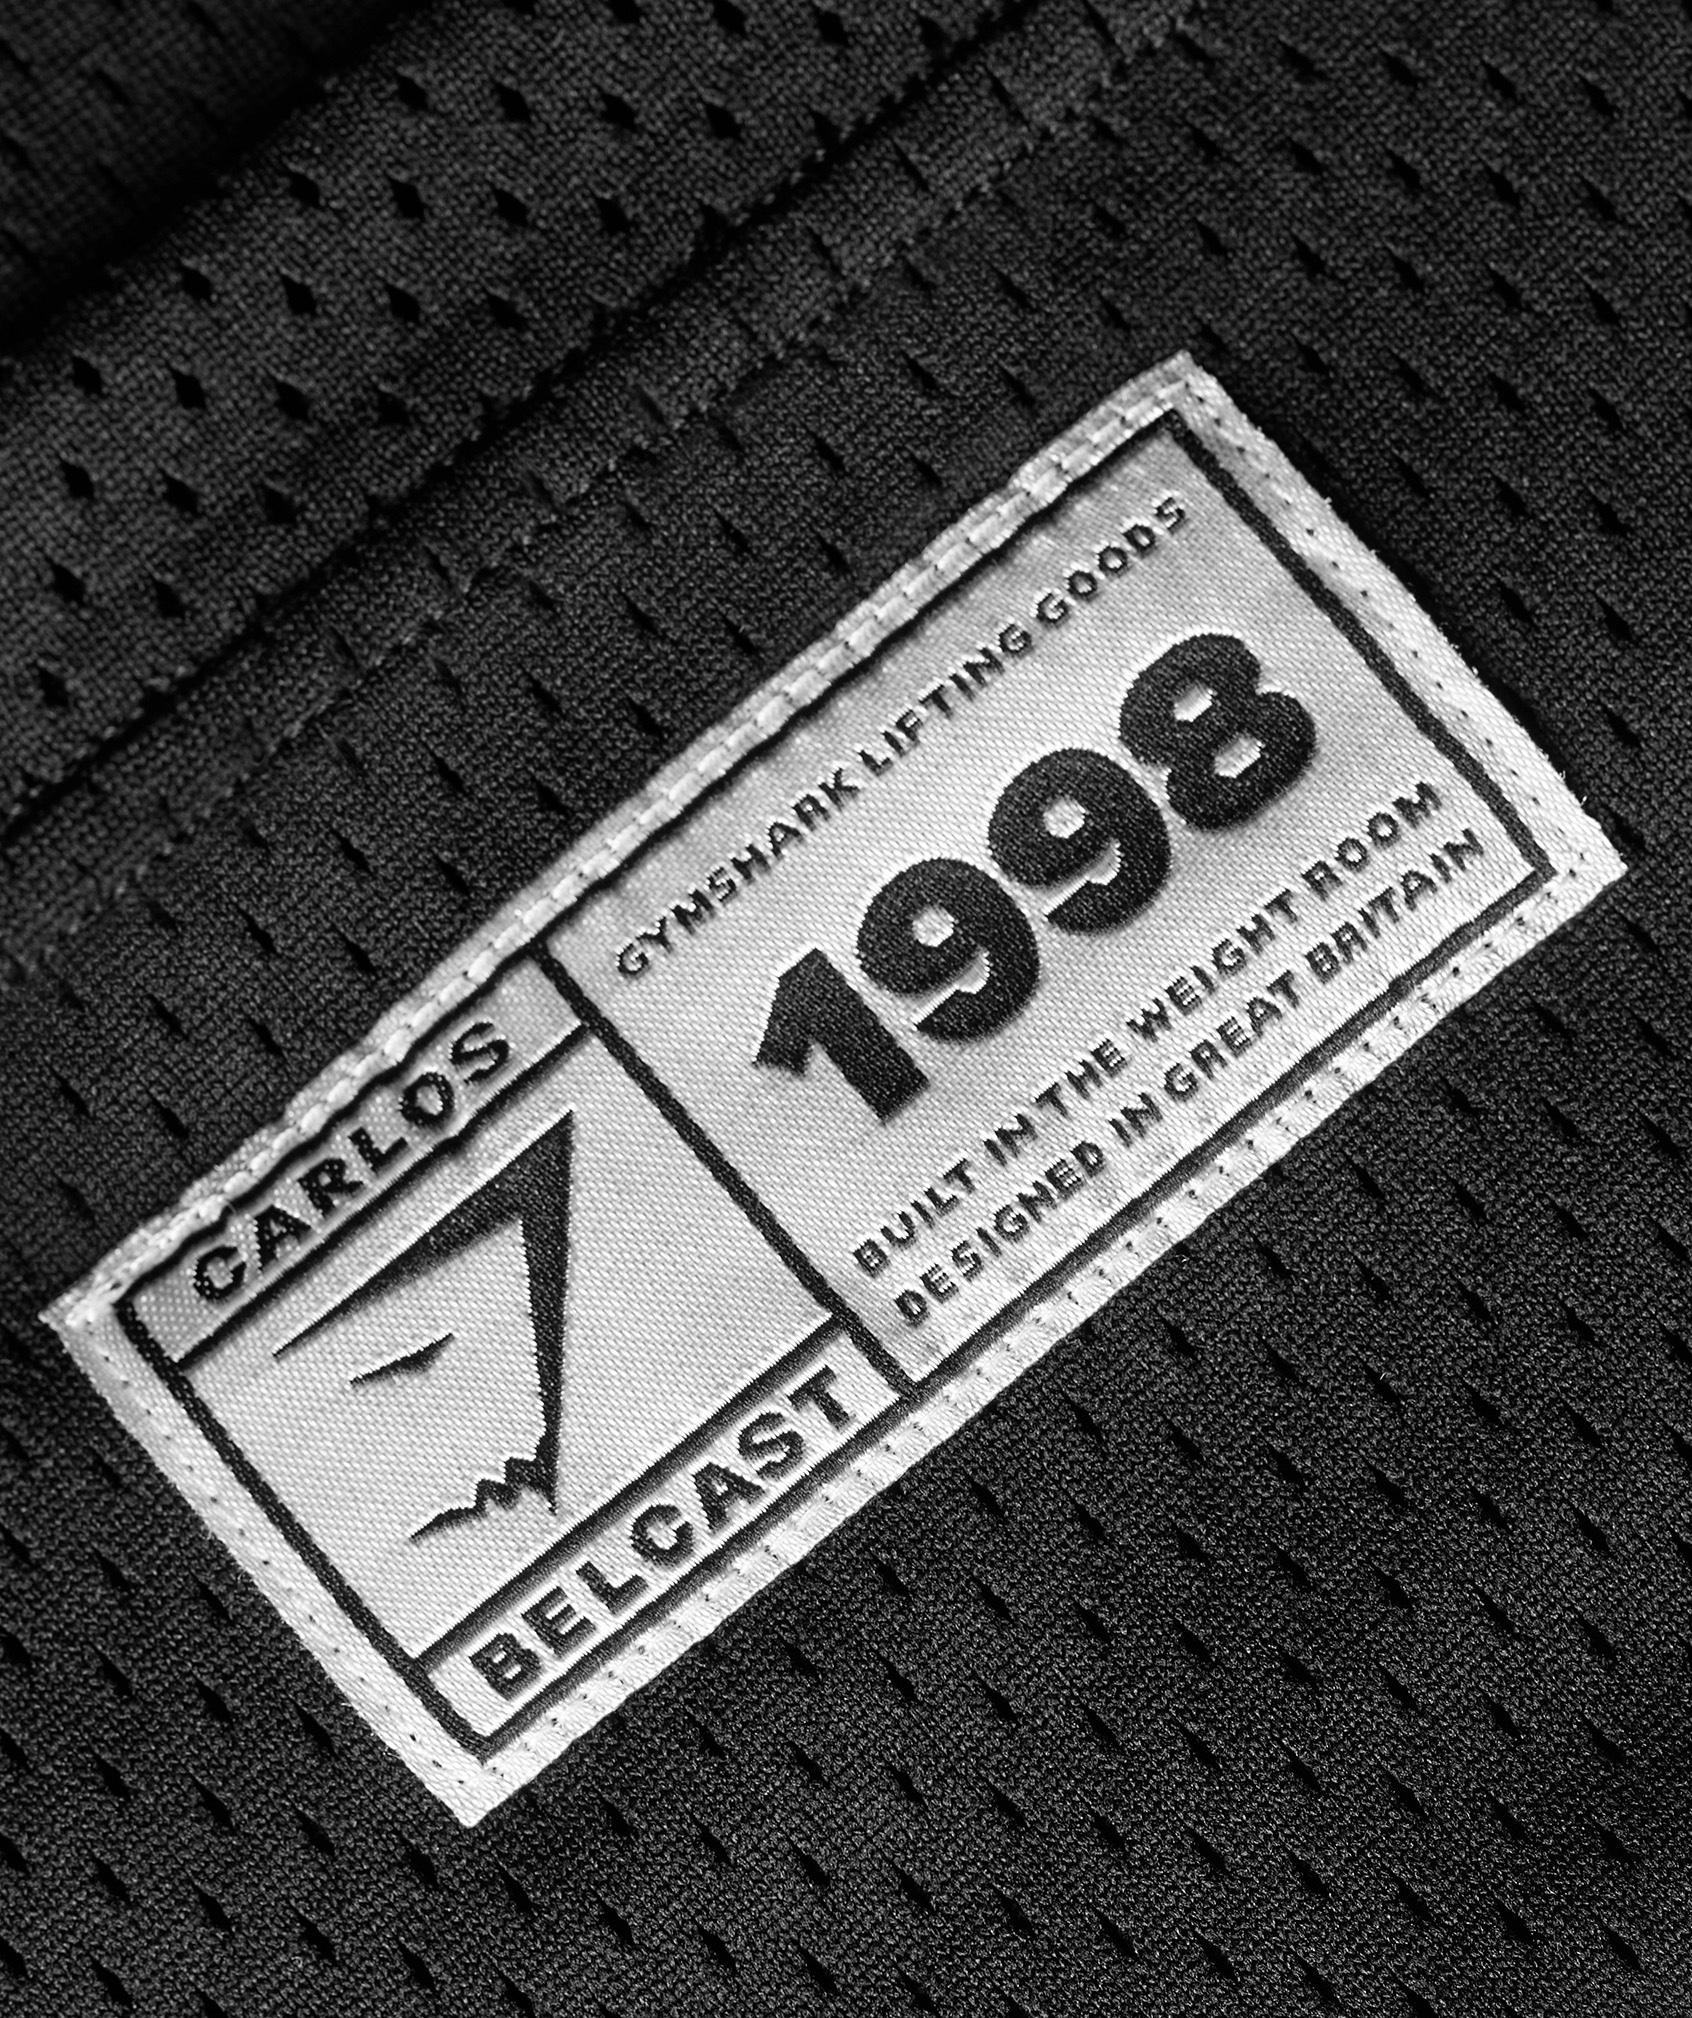 CARLOS
BELCAST
GYMSHARK LIFTING GOODS
1998
BUILT IN THE WEIGHT ROOM
DESIGNED IN GREAT BRITAIN